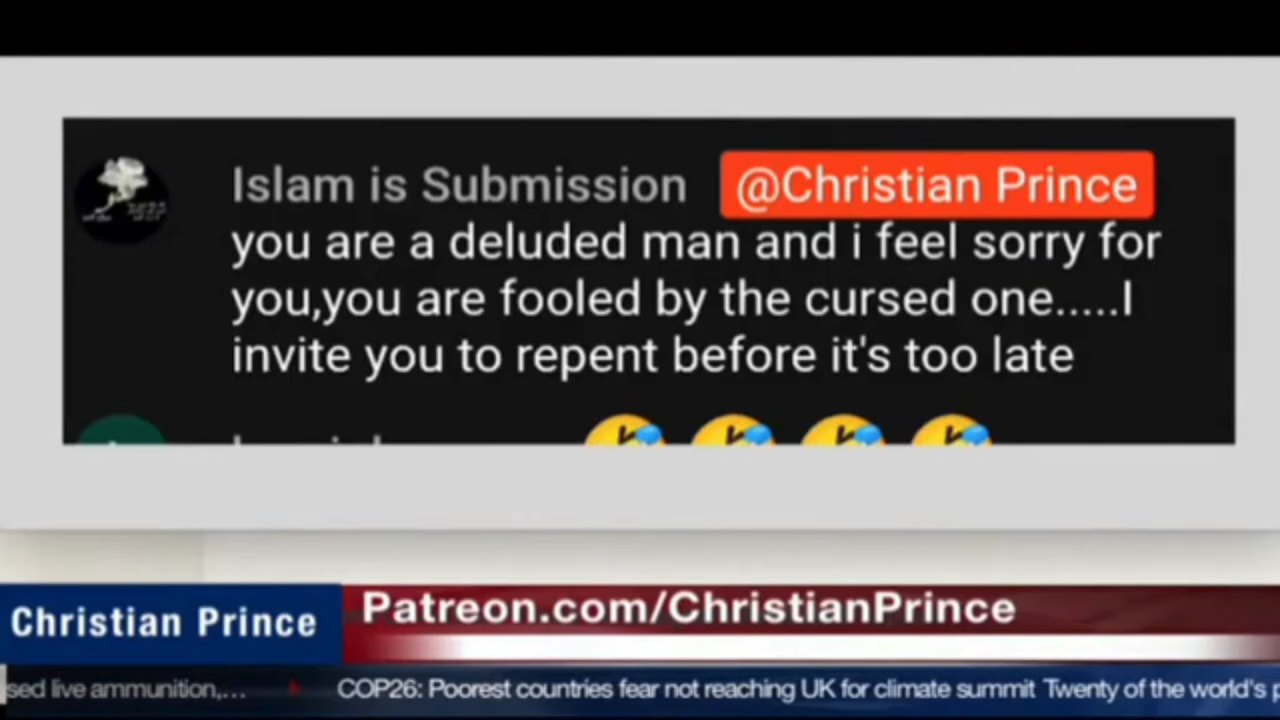 Islam is Submission @Christian Prince
you are a deluded man and i feel sorry for
you,you are fooled by the cursed one.....I
invite you to repent before it's too late
Christian Prince
Patreon.com/ChristianPrince
sed live ammunition,... COP26: Poorest countries fear not reaching UK for climate summit Twenty of the world's p